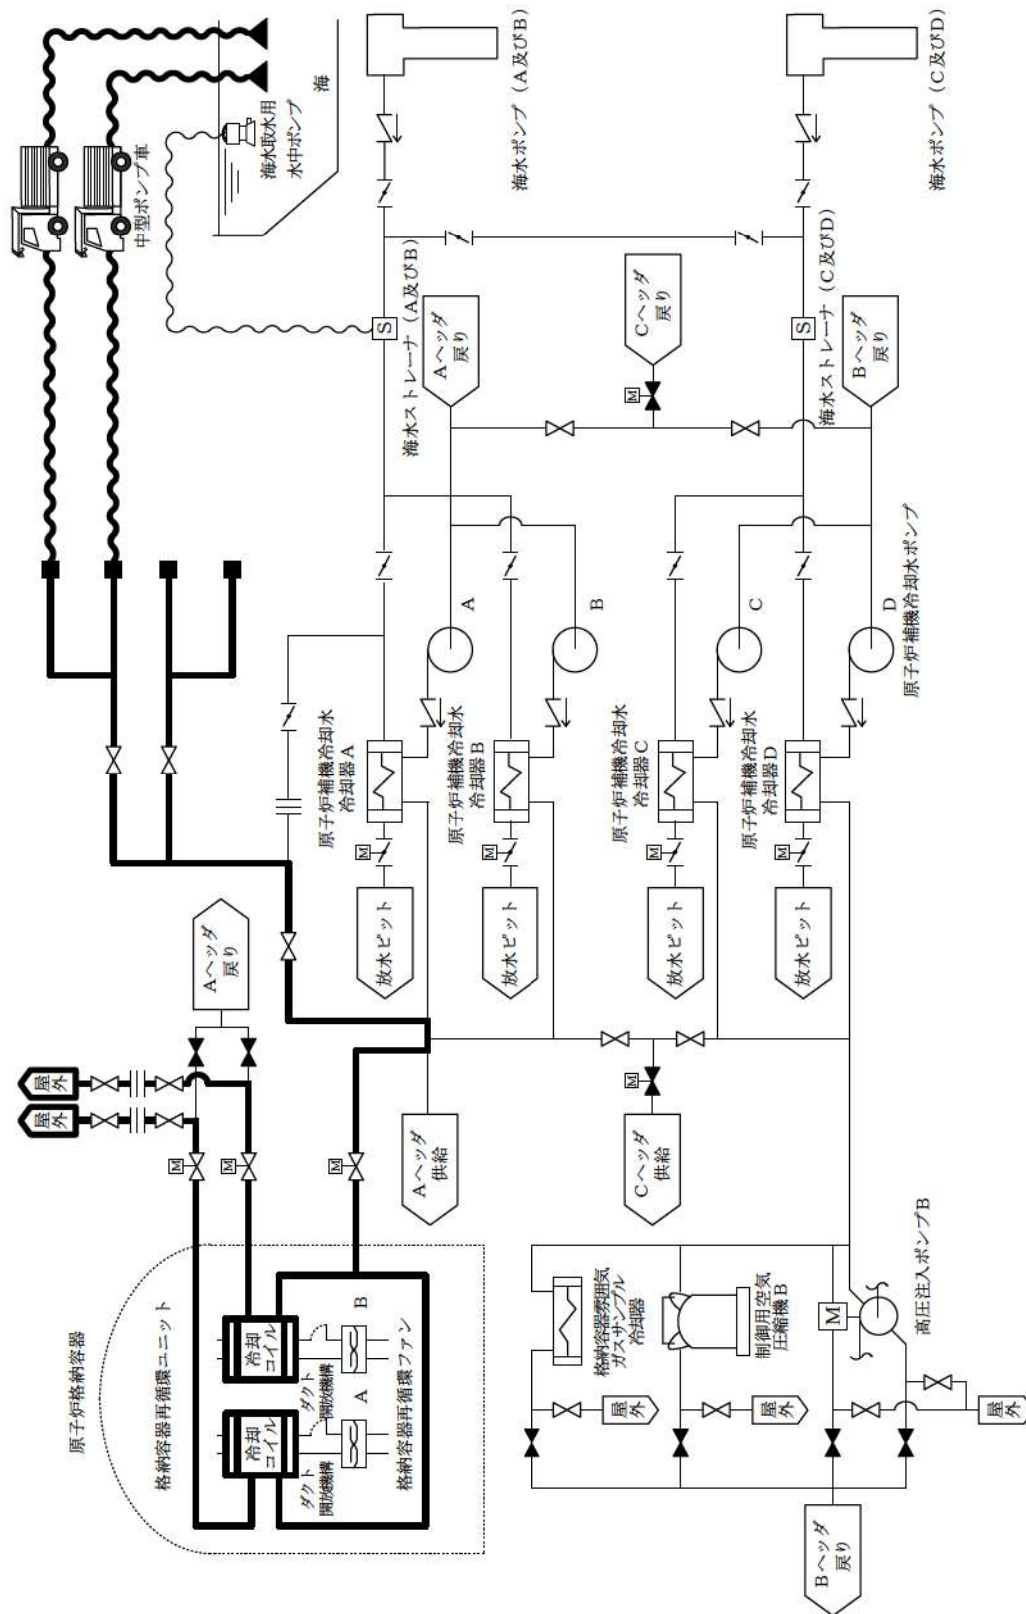 中型ポンプ車
海水取水用
水中ポンプ
海
海水ポンプ（A及びB）
海水ポンプ（C及びD）
S
海水ストレーナ（A及びB）
S
海水ストレーナ（C及びD）
Aヘッダ
戻り
Cヘッダ
戻り
Bヘッダ
戻り
M
A
B
C
D
原子炉補機冷却水ポンプ
原子炉補機冷却水
冷却器A
原子炉補機冷却水
冷却器B
原子炉補機冷却水
冷却器C
原子炉補機冷却水
冷却器D
M
M
M
M
放水ピット
放水ピット
放水ピット
放水ピット
Aヘッダ
戻り
屋外
屋外
M
M
M
M
Aヘッダ
供給
Cヘッダ
供給
原子炉格納容器
格納容器再循環ユニット
冷却
コイル
冷却
コイル
ダクト
開放機構
ダクト
開放機構
A
B
格納容器再循環ファン
格納容器雰囲気
ガスサンプル
冷却器
制御用空気
圧縮機B
M
高圧注入ポンプB
屋外
屋外
屋外
Bヘッダ
戻り